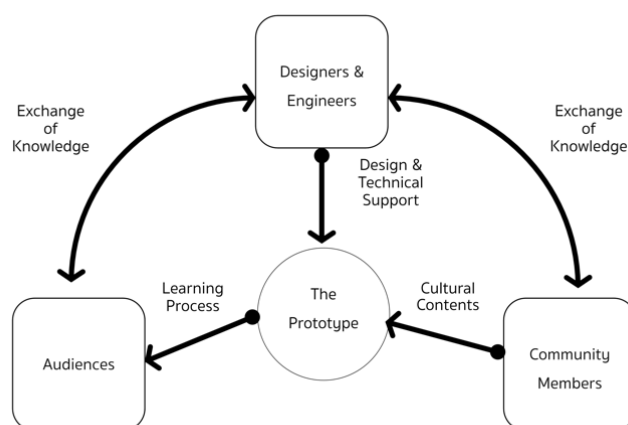 Designers &
Engineers
Exchange
of
Knowledge
Exchange
of
Knowledge
Design &
Technical
Support
Learning
Process
The
Prototype
Cultural
Contents
Audiences
Community
Members